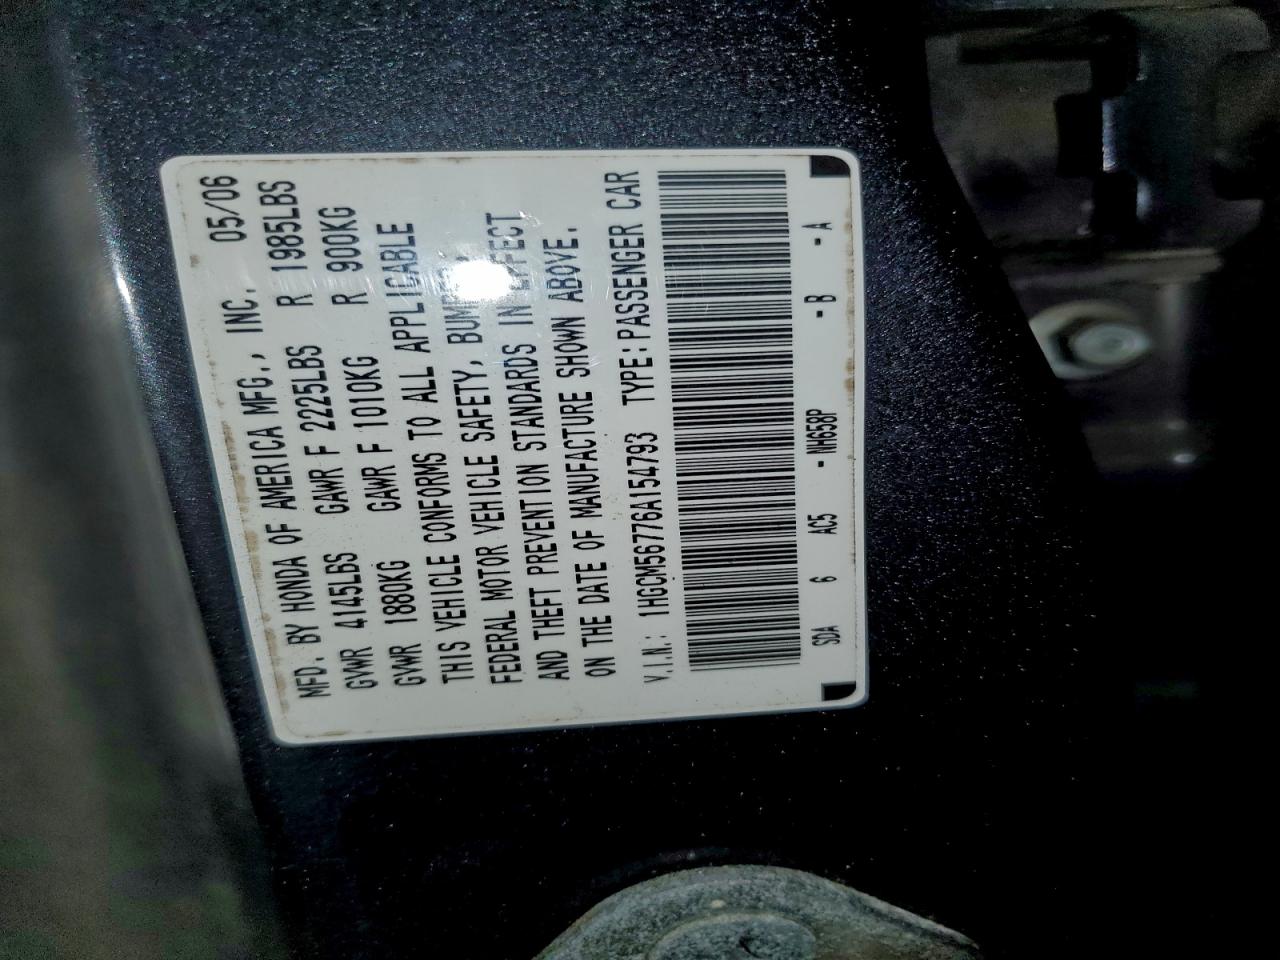 MFD. BY HONDA OF AMERICA MFG., INC. 05/06
GVWR 4145LBS GAWR F 2225LBS R 1985LBS
GVWR 1880KG GAWR F 1010KG R 900KG
THIS VEHICLE CONFORMS TO ALL APPLICABLE
FEDERAL MOTOR VEHICLE SAFETY,
AND THEFT PREVENTION STANDARDS IN EFFECT
ON THE DATE OF MANUFACTURE SHOWN ABOVE.
V.I.N.: 1HGCM56776A154793 TYPE:PASSENGER CAR
SDA 6 AC5 - NH658P - B - A